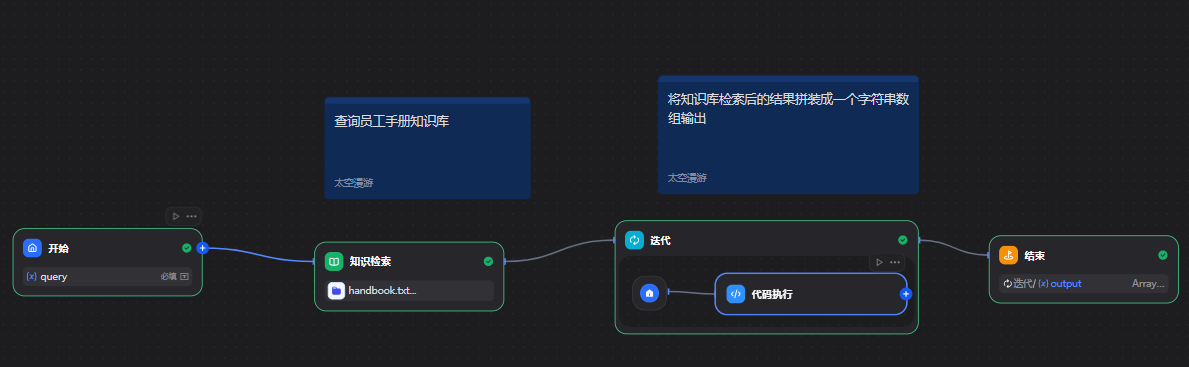 查询员工手册知识库
太空漫游
将知识库检索后的结果拼装成一个字符串数
组输出
太空漫游
开始
{x} query 必填
知识检索
handbook.txt...
迭代
代码执行
结束
迭代/ {x} output Array...